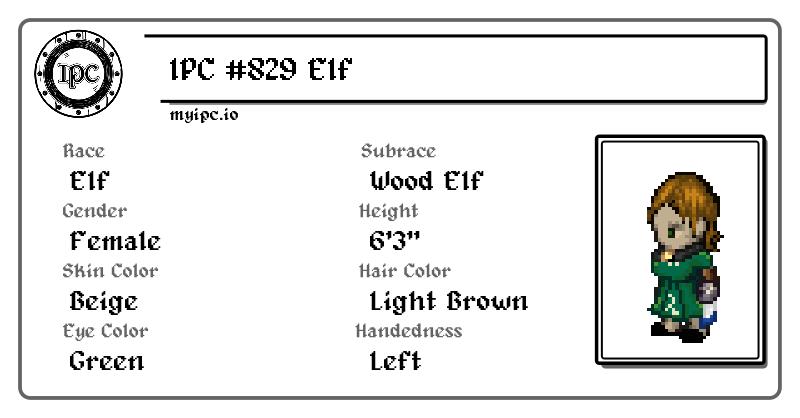 IPC
IPC #829 Elf
myipc.io
Race
Subrace
Elf
Wood Elf
Gender
Height
Female
6'3"
Skin Color
Hair Color
Beige
Light Brown
Eye Color
Handedness
Green
Left